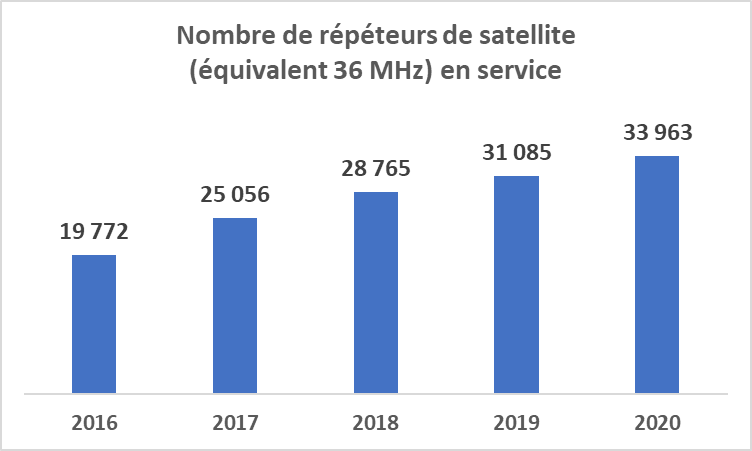 Nombre de répéteurs de satellite
(équivalent 36 MHz) en service
33 963
31 085
28 765
25 056
19 772
2016 2017 2018 2019 2020